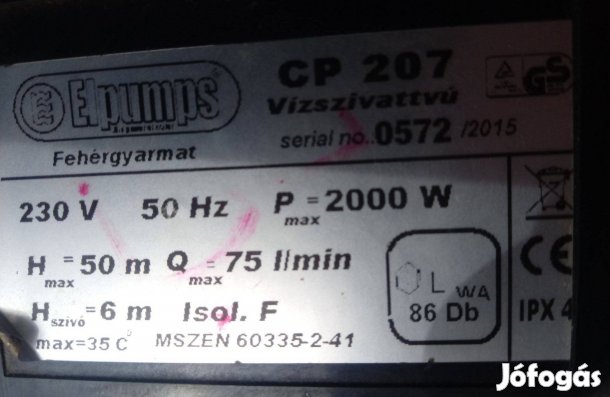 Elpumps
CP 207
Vízszivattyú
serial no..0572 /2015
Fehérgyarmat
230 V 50 Hz P max =2000 W
H max =50 m Q max =75 l/min
H szívó =6 m Isol. F
max=35 C° MSZEN 60335-2-41
L WA
86 Db
GS
CE
IPX 4
Jófogás